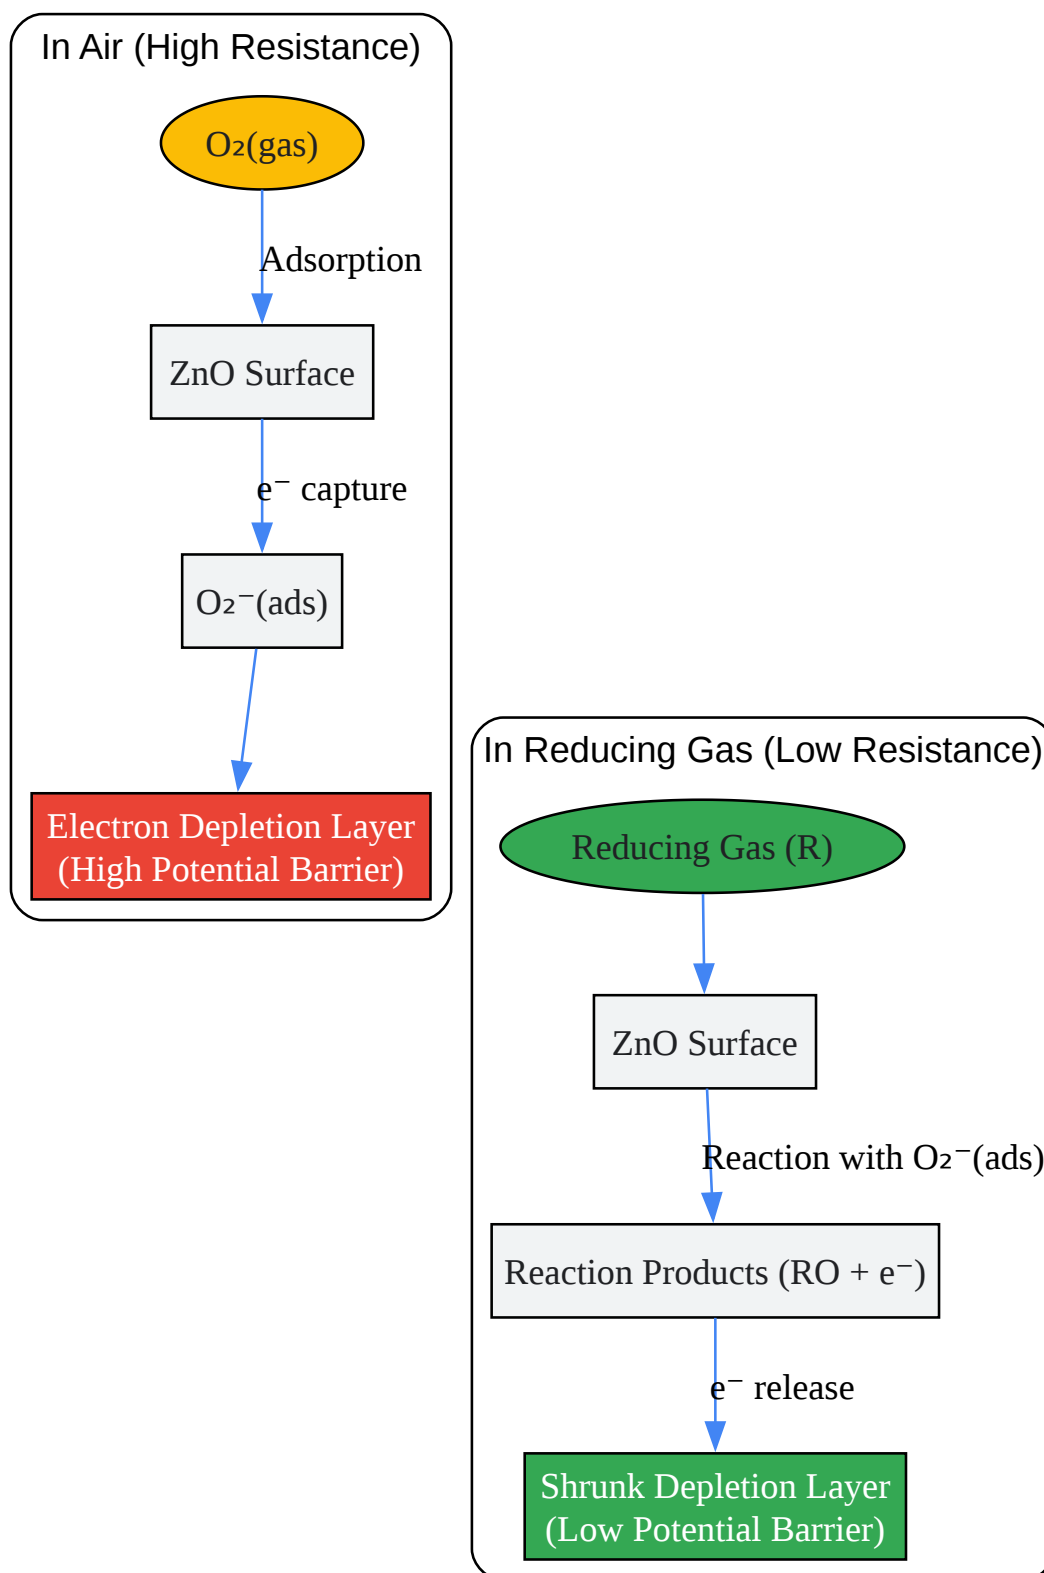 In Air (High Resistance)
O₂(gas)
Adsorption
ZnO Surface
e⁻ capture
O₂⁻(ads)
Electron Depletion Layer
(High Potential Barrier)
In Reducing Gas (Low Resistance)
Reducing Gas (R)
ZnO Surface
Reaction with O₂⁻(ads)
Reaction Products (RO + e⁻)
e⁻ release
Shrunk Depletion Layer
(Low Potential Barrier)